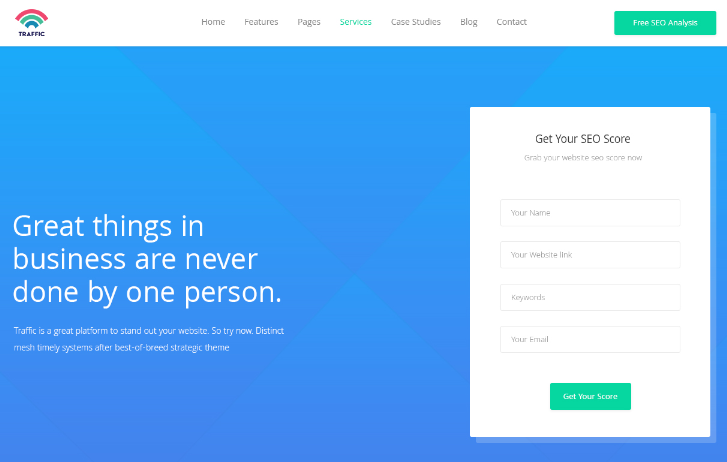 TRAFFIC
Home Features Pages Services Case Studies Blog Contact
Free SEO Analysis
Great things in
business are never
done by one person.
Traffic is a great platform to stand out your website. So try now. Distinct
mesh timely systems after best-of-breed strategic theme
Get Your SEO Score
Grab your website seo score now
Your Name
Your Website link
Keywords
Your Email
Get Your Score